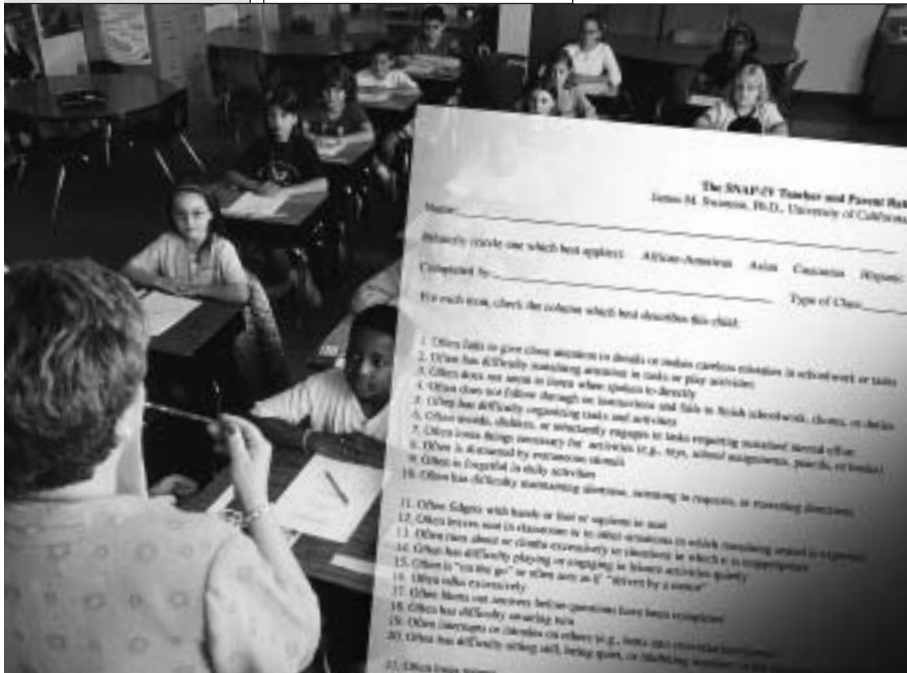 The SNAP-IV Teacher and Parent
James M. Swanson, Ph.D., University of California
Name:
circle one which best applies): African-American Asian Caucasian Hispanic
Completed by: Type of Class:
For each item, check the column which best describes this child:
1. Often fails to give close attention to details or makes careless mistakes in schoolwork or tasks
2. Often has difficulty sustaining attention in tasks or play activities
3. Often does not seem to listen when spoken to directly
4. Often does not follow through on instructions and fails to finish schoolwork, chores, or duties
5. Often has difficulty organizing tasks and activities
6. Often avoids, dislikes, or reluctantly engages in tasks requiring sustained mental effort
7. Often loses things necessary for activities (e.g., toys, school assignments, pencils, or books)
8. Often is distracted by extraneous stimuli
9. Often is forgetful in daily activities
10. Often has difficulty maintaining alertness, orienting to requests, or executing directions
11. Often fidgets with hands or feet or squirms in seat
12. Often leaves seat in classroom or in other situations in which remaining seated is expected
13. Often runs about or climbs excessively in situations in which it is inappropriate
14. Often has difficulty playing or engaging in leisure activities quietly
15. Often is "on the go" or often acts as if "driven by a motor"
16. Often talks excessively
17. Often blurts out answers before questions have been completed
18. Often has difficulty awaiting turn
19. Often interrupts or intrudes on others (e.g., butts into
20. Often has difficulty sitting still, being quiet, or inhibiting
21. Often loses temper